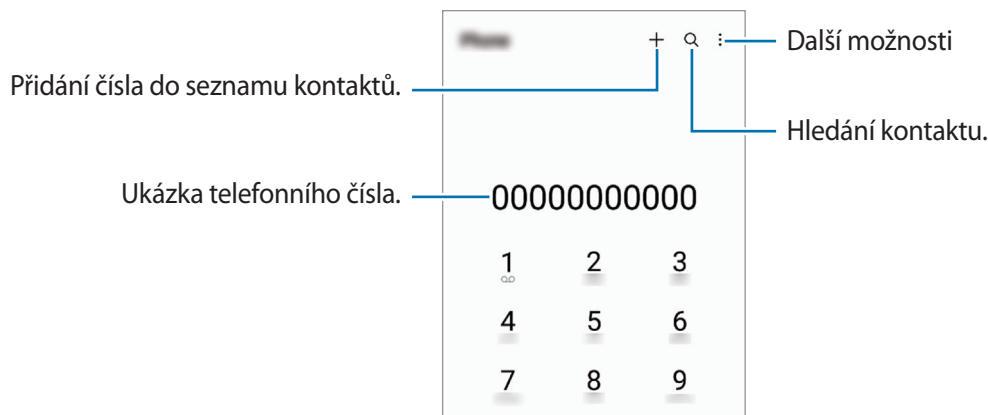 Další možnosti
Přidání čísla do seznamu kontaktů.
Hledání kontaktu.
Ukázka telefonního čísla.
00000000000
1 2 3
4 5 6
7 8 9